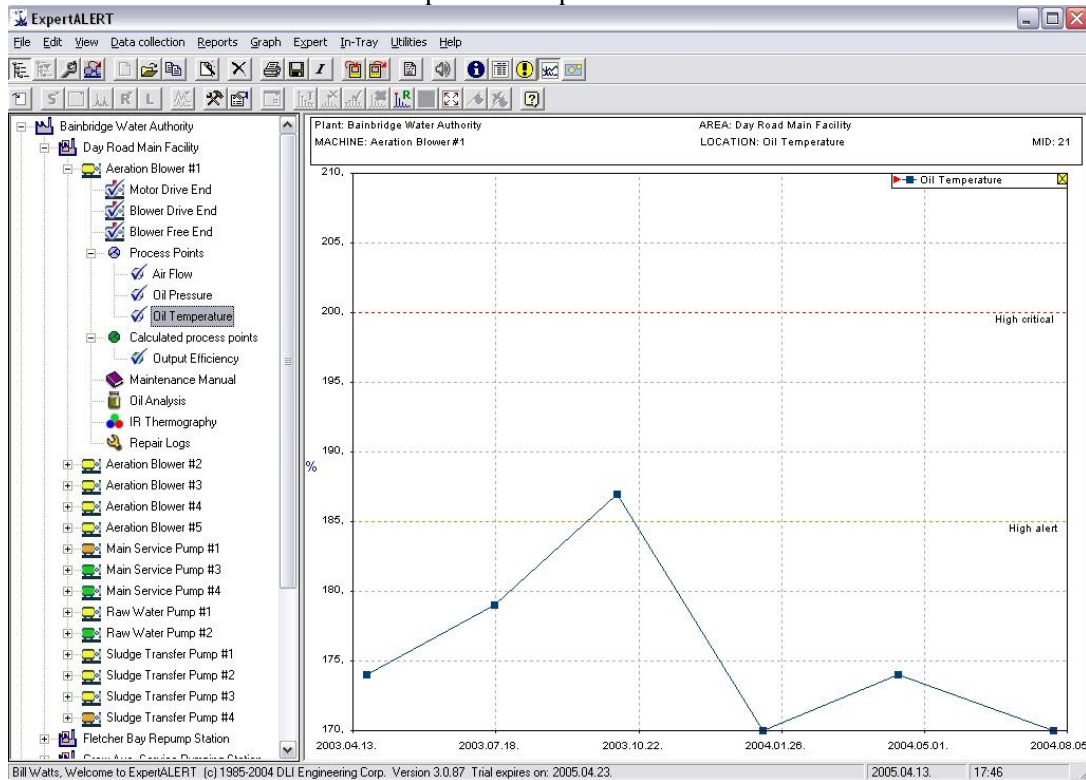 ExpertALERT
File Edit View Data collection Reports Graph Expert In-Tray Utilities Help
Bainbridge Water Authority
Day Road Main Facility
Aeration Blower #1
Motor Drive End
Blower Drive End
Blower Free End
Process Points
Air Flow
Oil Pressure
Oil Temperature
Calculated process points
Output Efficiency
Maintenance Manual
Oil Analysis
IR Thermography
Repair Logs
Aeration Blower #2
Aeration Blower #3
Aeration Blower #4
Aeration Blower #5
Main Service Pump #1
Main Service Pump #3
Main Service Pump #4
Raw Water Pump #1
Raw Water Pump #2
Sludge Transfer Pump #1
Sludge Transfer Pump #2
Sludge Transfer Pump #3
Sludge Transfer Pump #4
Fletcher Bay Repump Station
Plant: Bainbridge Water Authority AREA: Day Road Main Facility
MACHINE: Aeration Blower #1 LOCATION: Oil Temperature MID: 21
Oil Temperature
210,
205,
200,
High critical
195,
190,
%
185,
High alert
180,
175,
170,
2003.04.13. 2003.07.18. 2003.10.22. 2004.01.26. 2004.05.01. 2004.08.05
Bill Watts, Welcome to ExpertALERT (c) 1985-2004 DLI Engineering Corp. Version 3.0.87 Trial expires on: 2005.04.23. 2005.04.13. 17:46